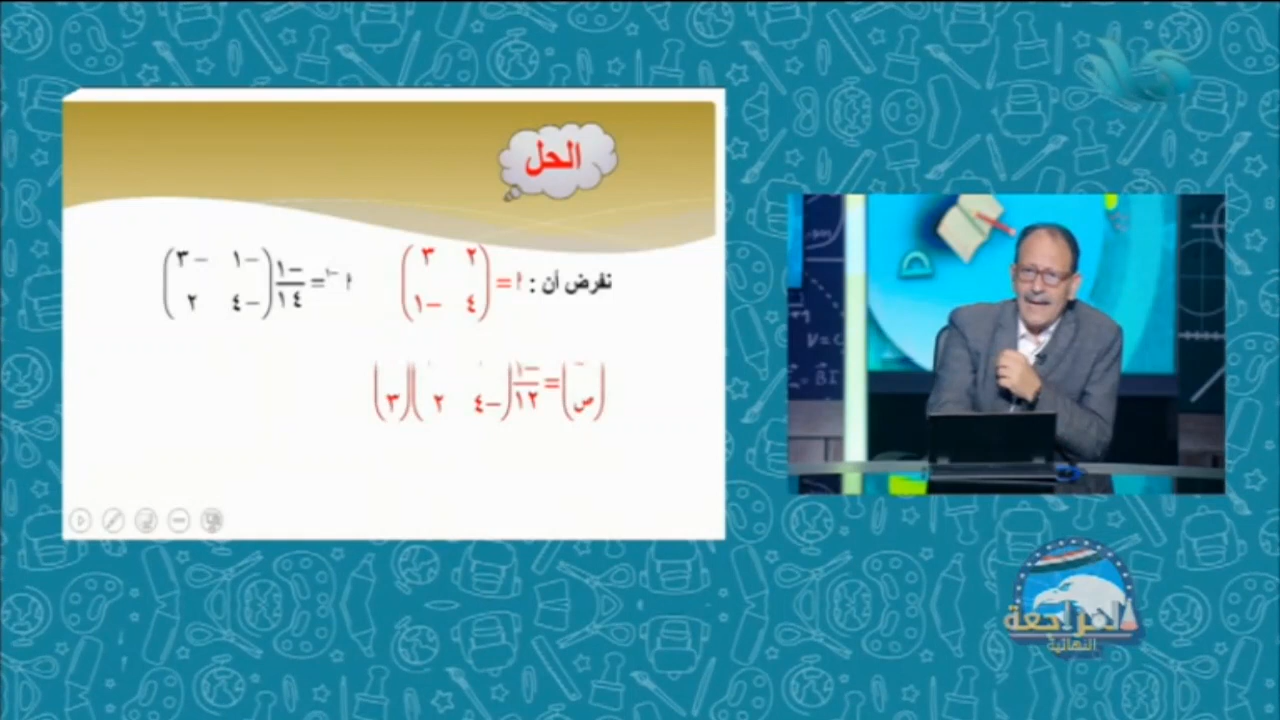 الحل
نفرض أن : أ = (٢ ٣ ٤ -١) أ^-١ = -١/١٤ (-١ -٣ -٤ ٢)
(ص) = -١/١٢ (-٤ ٢)(٣)
المراجعة
النهائية